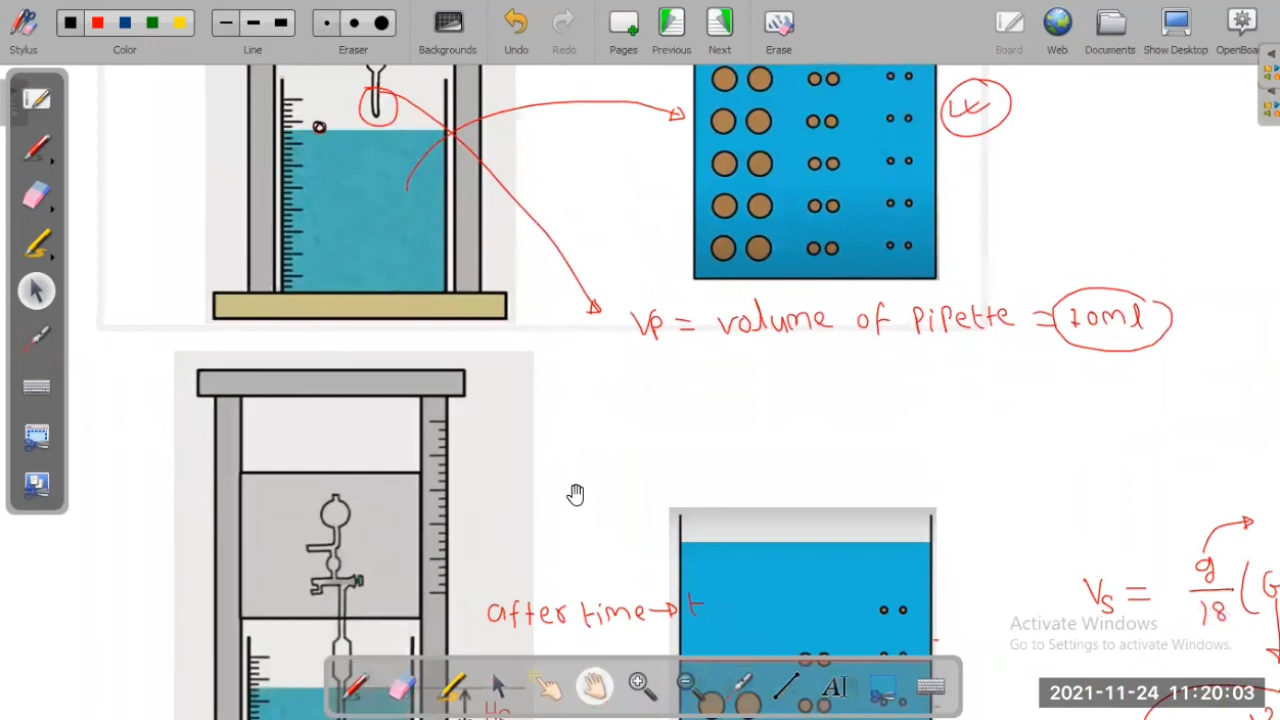 Stylus
Color
Line
Eraser
Backgrounds
Undo
Redo
Pages
Previous
Next
Erase
Board
Web
Documents
Show Desktop
OpenBoa
Vp = volume of pipette = 10ml
after time → t
Vs = g/18 (G
Activate Windows
Go to Settings to activate Windows.
2021-11-24 11:20:03